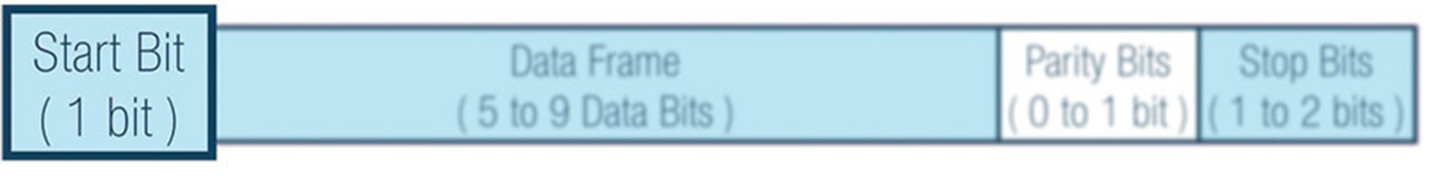 Start Bit
( 1 bit )
Data Frame
( 5 to 9 Data Bits )
Parity Bits
( 0 to 1 bit )
Stop Bits
( 1 to 2 bits )